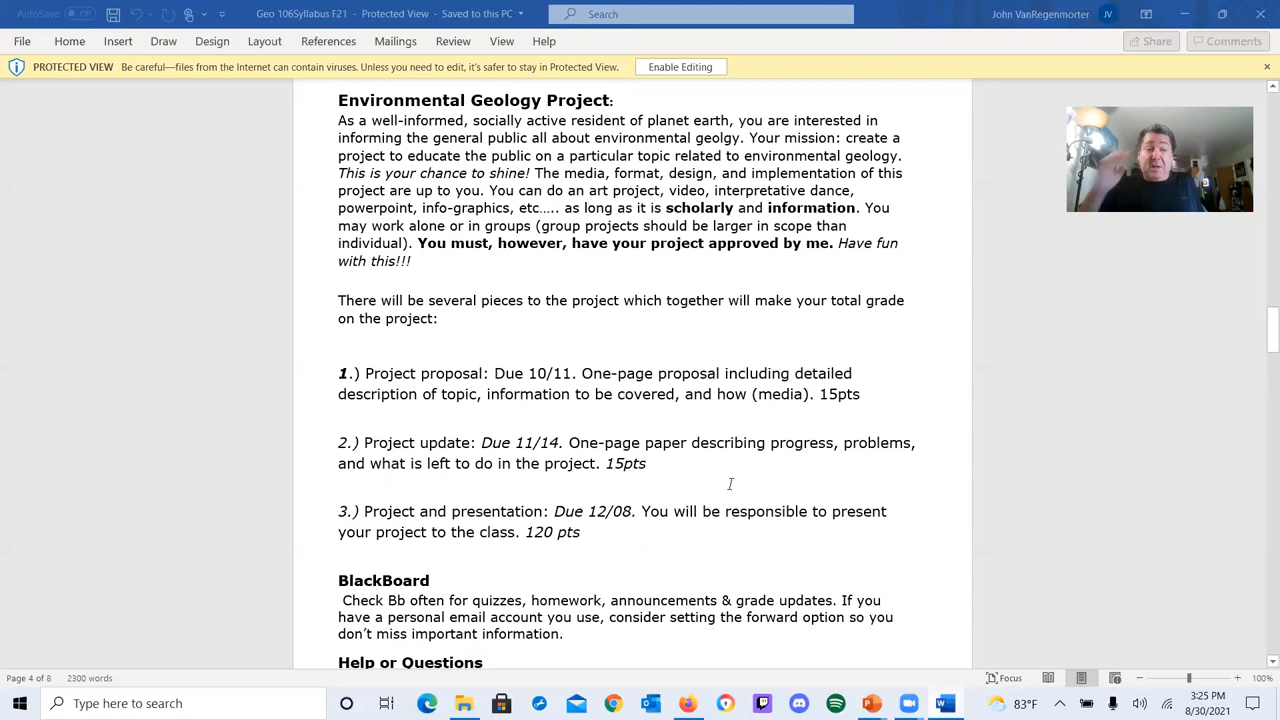 AutoSave Off Geo 106Syllabus F21 - Protected View - Saved to this PC Search John VanRegenmorter JV
File Home Insert Draw Design Layout References Mailings Review View Help Share Comments
PROTECTED VIEW Be careful—files from the Internet can contain viruses. Unless you need to edit, it's safer to stay in Protected View. Enable Editing
Environmental Geology Project:
As a well-informed, socially active resident of planet earth, you are interested in
informing the general public all about environmental geolgy. Your mission: create a
project to educate the public on a particular topic related to environmental geology.
This is your chance to shine! The media, format, design, and implementation of this
project are up to you. You can do an art project, video, interpretative dance,
powerpoint, info-graphics, etc….. as long as it is scholarly and information. You
may work alone or in groups (group projects should be larger in scope than
individual). You must, however, have your project approved by me. Have fun
with this!!!
There will be several pieces to the project which together will make your total grade
on the project:
1.) Project proposal: Due 10/11. One-page proposal including detailed
description of topic, information to be covered, and how (media). 15pts
2.) Project update: Due 11/14. One-page paper describing progress, problems,
and what is left to do in the project. 15pts
3.) Project and presentation: Due 12/08. You will be responsible to present
your project to the class. 120 pts
BlackBoard
Check Bb often for quizzes, homework, announcements & grade updates. If you
have a personal email account you use, consider setting the forward option so you
don't miss important information.
Help or Questions
Page 4 of 8 2300 words Focus 100%
Type here to search 83°F 3:25 PM
8/30/2021